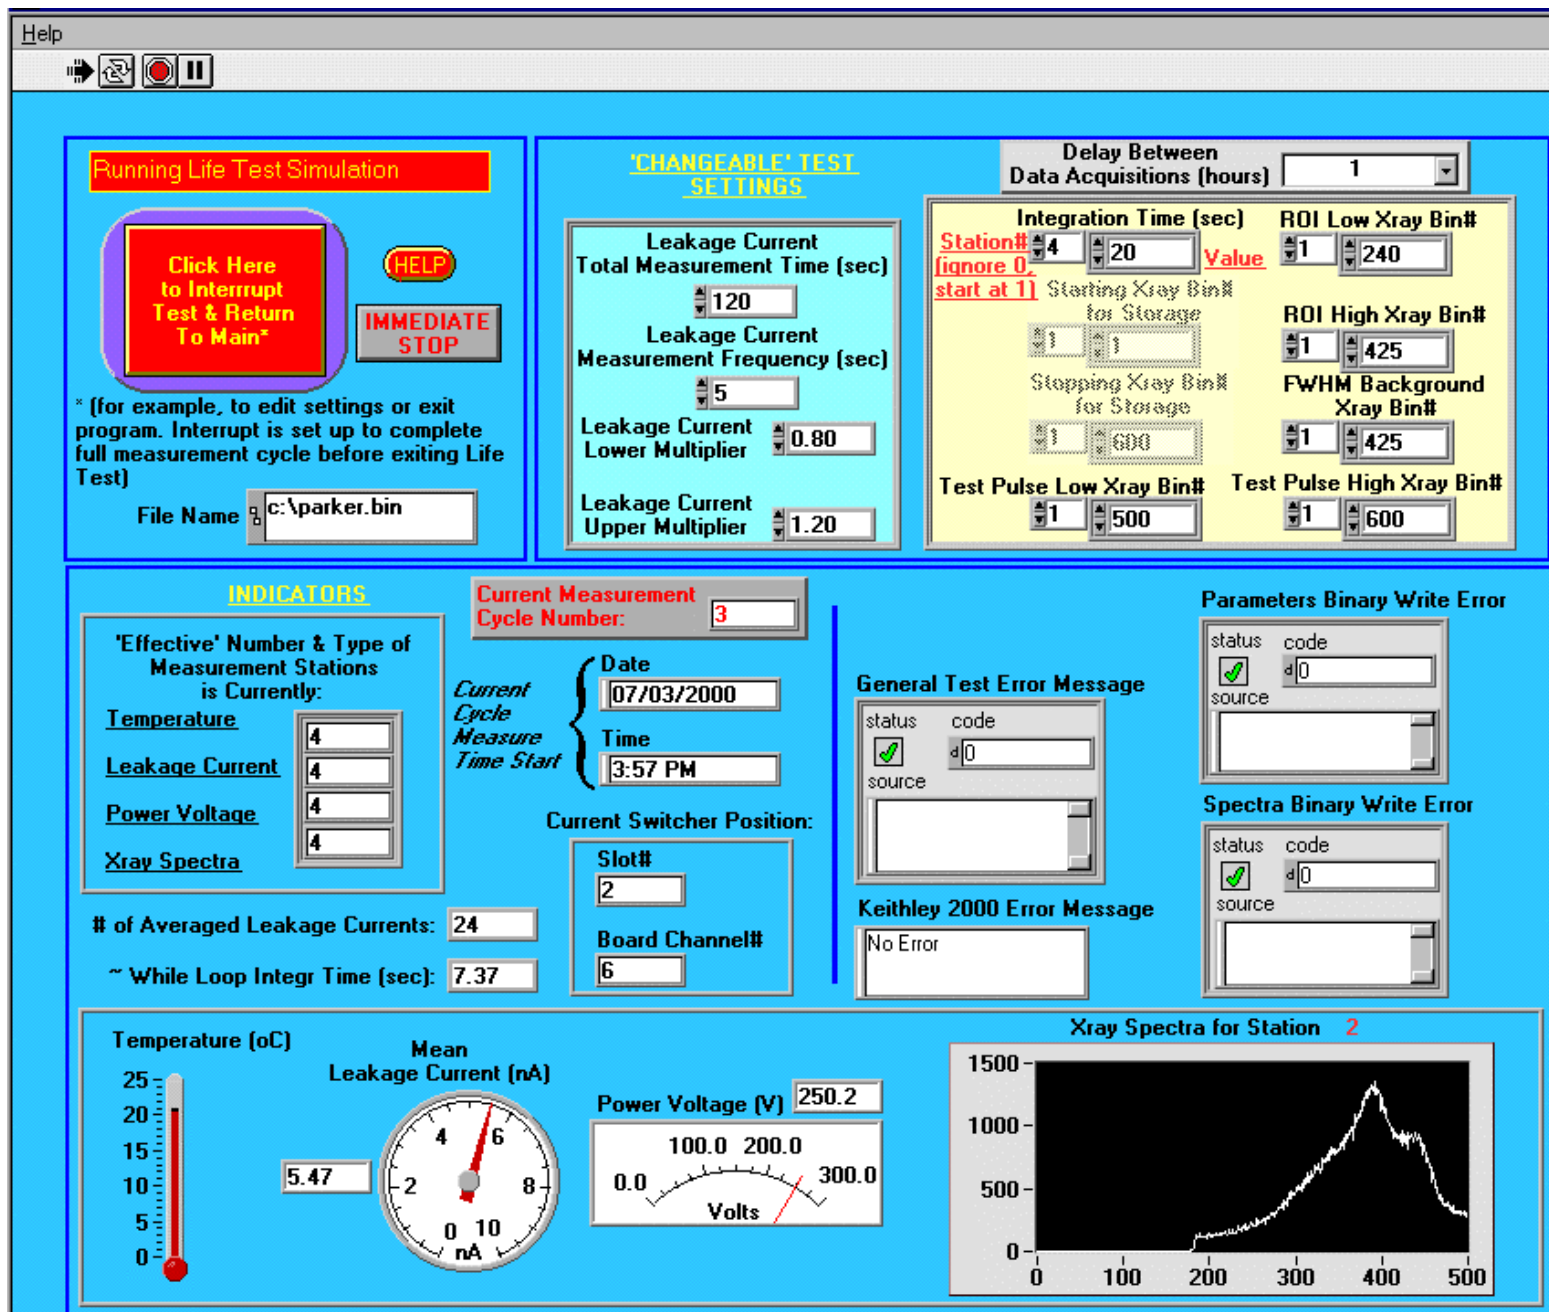 Help
Running Life Test Simulation
Click Here
to Interrrupt
Test & Return
To Main*
HELP
IMMEDIATE
STOP
* (for example, to edit settings or exit
program. Interrupt is set up to complete
full measurement cycle before exiting Life
Test)
File Name c:\parker.bin
'CHANGEABLE' TEST
SETTINGS
Leakage Current
Total Measurement Time (sec)
120
Leakage Current
Measurement Frequency (sec)
5
Leakage Current
Lower Multiplier 0.80
Leakage Current
Upper Multiplier 1.20
Delay Between
Data Acquisitions (hours) 1
Integration Time (sec)
Station#
(ignore 0,
start at 1)
4 20 Value
Starting Xray Bin#
for Storage
1 1
Stopping Xray Bin#
for Storage
1 600
Test Pulse Low Xray Bin#
1 500
ROI Low Xray Bin#
1 240
ROI High Xray Bin#
1 425
FWHM Background
Xray Bin#
1 425
Test Pulse High Xray Bin#
1 600
INDICATORS
'Effective' Number & Type of
Measurement Stations
is Currently:
Temperature 4
Leakage Current 4
Power Voltage 4
Xray Spectra 4
# of Averaged Leakage Currents: 24
~ While Loop Integr Time (sec): 7.37
Current Measurement
Cycle Number: 3
Current
Cycle
Measure
Time Start
Date
07/03/2000
Time
3:57 PM
Current Switcher Position:
Slot#
2
Board Channel#
6
General Test Error Message
status code
d 0
source
Keithley 2000 Error Message
No Error
Parameters Binary Write Error
status code
d 0
source
Spectra Binary Write Error
status code
d 0
source
Temperature (oC)
25
20
15
10
5
0
Mean
Leakage Current (nA)
5.47
4 6
2 8
0 10
nA
Power Voltage (V) 250.2
100.0 200.0
0.0 300.0
Volts
Xray Spectra for Station 2
1500
1000
500
0
0 100 200 300 400 500